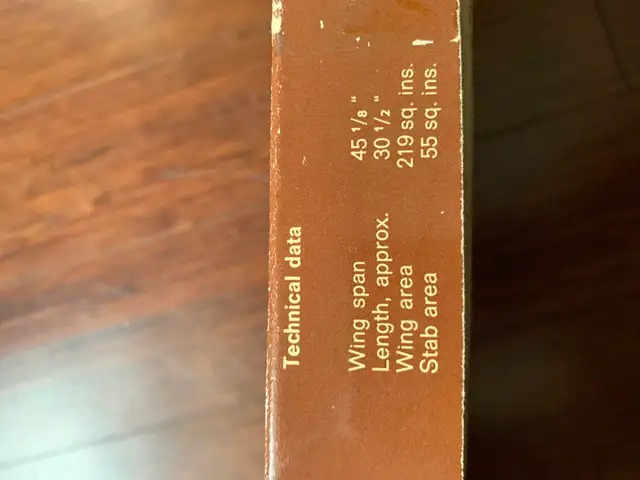 Technical data
Wing span 45 1/8 "
Length, approx. 30 1/2 "
Wing area 219 sq. ins.
Stab area 55 sq. ins.